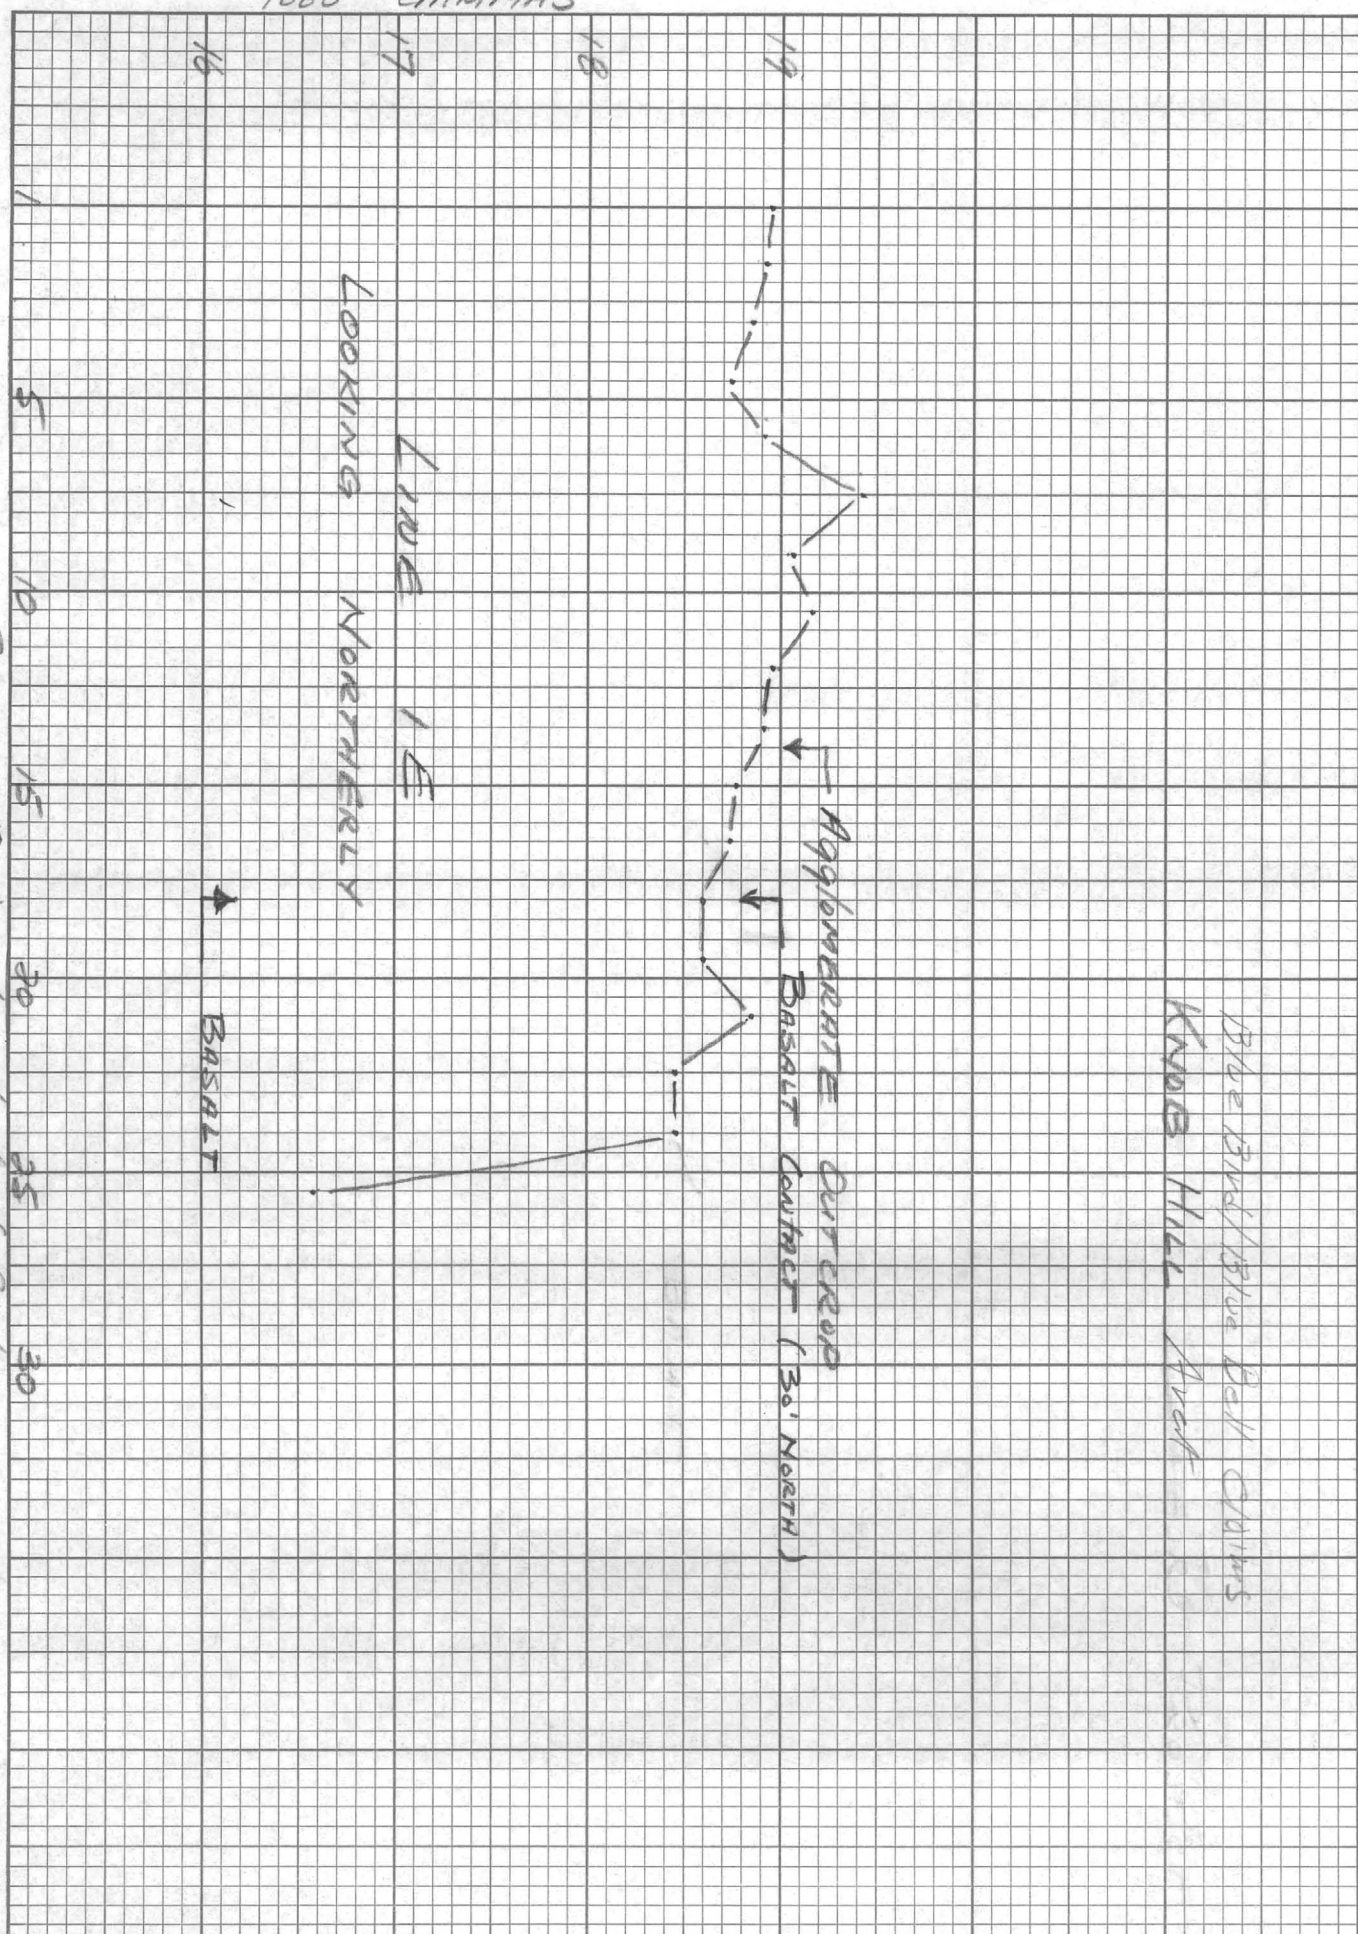 Blue Bird/Blue Bell Claims
KNOB HILL Area
AgglomERATE OutCROP
BASALT CONTACT (30' NORTH)
19
18
17
16
1000 GAMMAS
LINE 1E
LOOKING NORTHERLY
BASALT
1 5 10 15 20 25 30